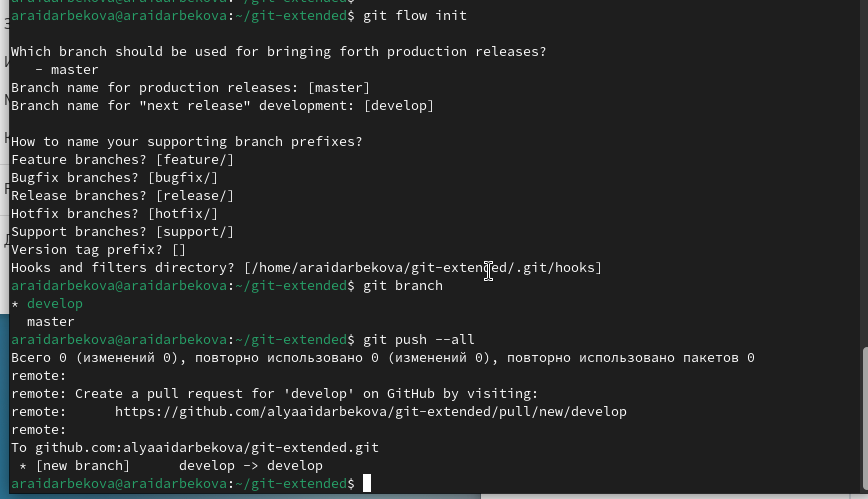 araidarbekova@araidarbekova:~/git-extended$ git flow init

Which branch should be used for bringing forth production releases?
   - master
Branch name for production releases: [master]
Branch name for "next release" development: [develop]

How to name your supporting branch prefixes?
Feature branches? [feature/]
Bugfix branches? [bugfix/]
Release branches? [release/]
Hotfix branches? [hotfix/]
Support branches? [support/]
Version tag prefix? []
Hooks and filters directory? [/home/araidarbekova/git-extended/.git/hooks]
araidarbekova@araidarbekova:~/git-extended$ git branch
* develop
  master
araidarbekova@araidarbekova:~/git-extended$ git push --all
Всего 0 (изменений 0), повторно использовано 0 (изменений 0), повторно использовано пакетов 0
remote:
remote: Create a pull request for 'develop' on GitHub by visiting:
remote:      https://github.com/alyaaidarbekova/git-extended/pull/new/develop
remote:
To github.com:alyaaidarbekova/git-extended.git
 * [new branch]      develop -> develop
araidarbekova@araidarbekova:~/git-extended$